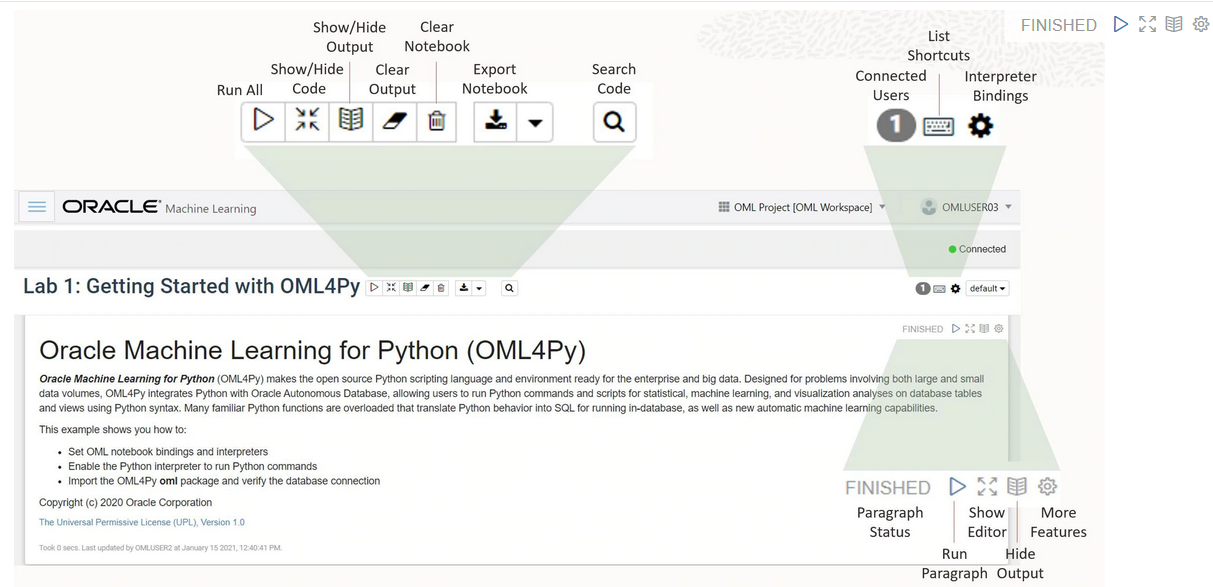 FINISHED
Show/Hide
Output
Clear
Notebook
List
Shortcuts
Run All
Show/Hide
Code
Clear
Output
Export
Notebook
Search
Code
Connected
Users
Interpreter
Bindings
1
ORACLE® Machine Learning
OML Project [OML Workspace]
OMLUSER03
Connected
Lab 1: Getting Started with OML4Py
1
default
FINISHED
Oracle Machine Learning for Python (OML4Py)
Oracle Machine Learning for Python (OML4Py) makes the open source Python scripting language and environment ready for the enterprise and big data. Designed for problems involving both large and small
data volumes, OML4Py integrates Python with Oracle Autonomous Database, allowing users to run Python commands and scripts for statistical, machine learning, and visualization analyses on database tables
and views using Python syntax. Many familiar Python functions are overloaded that translate Python behavior into SQL for running in-database, as well as new automatic machine learning capabilities.
This example shows you how to:
• Set OML notebook bindings and interpreters
• Enable the Python interpreter to run Python commands
• Import the OML4Py oml package and verify the database connection
Copyright (c) 2020 Oracle Corporation
The Universal Permissive License (UPL), Version 1.0
Took 0 secs. Last updated by OMLUSER2 at January 15 2021, 12:40:41 PM.
FINISHED
Paragraph
Status
Show
Editor
More
Features
Run
Paragraph
Hide
Output